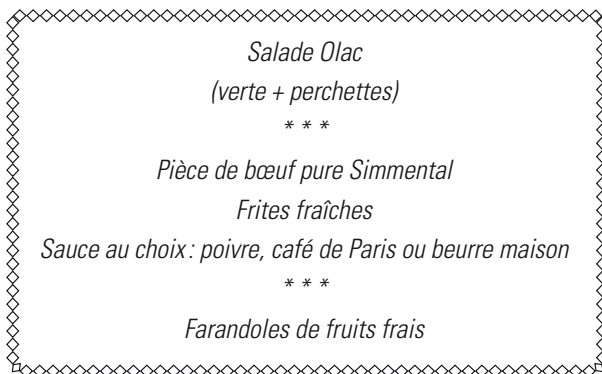 Salade Olac
(verte + perchettes)
* * *
Pièce de bœuf pure Simmental
Frites fraîches
Sauce au choix : poivre, café de Paris ou beurre maison
* * *
Farandoles de fruits frais